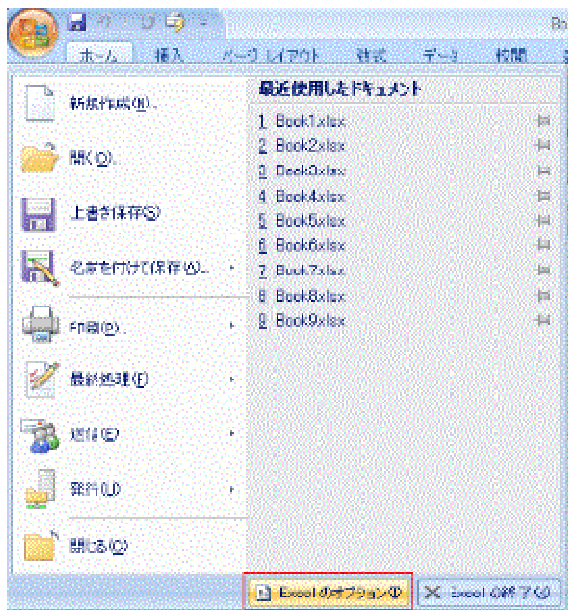 Bo
ホーム 挿入 ページ レイアウト 数式 データ 校閲
新規作成(N)...
開く(O)...
上書き保存(S)
名前を付けて保存(A)...
印刷(P)...
最終処理(E)
送信(D)
発行(U)
閉じる(C)
最近使用したドキュメント
1 Book1.xlsx
2 Book2.xlsx
3 Book3.xlsx
4 Book4.xlsx
5 Book5.xlsx
6 Book6.xlsx
7 Book7.xlsx
8 Book8.xlsx
9 Book9.xlsx
Excel のオプション(I) Excel の終了(X)